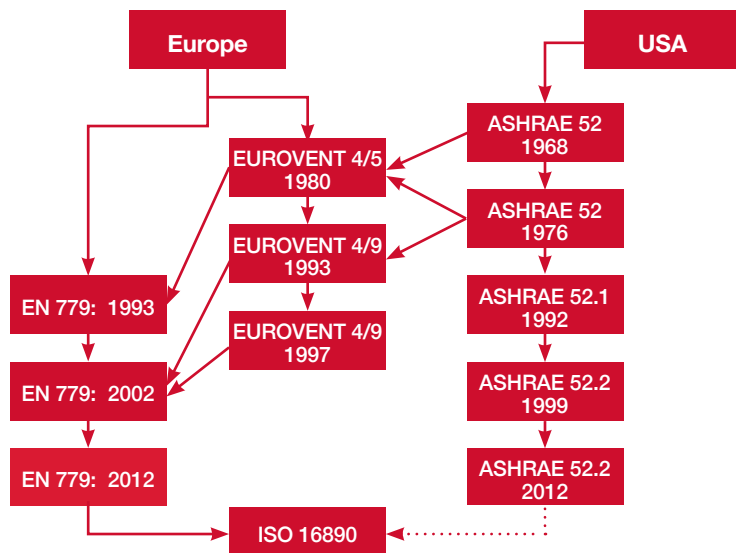 Europe
USA
ASHRAE 52
1968
EUROVENT 4/5
1980
ASHRAE 52
1976
EUROVENT 4/9
1993
EN 779: 1993
ASHRAE 52.1
1992
EUROVENT 4/9
1997
EN 779: 2002
ASHRAE 52.2
1999
EN 779: 2012
ASHRAE 52.2
2012
ISO 16890